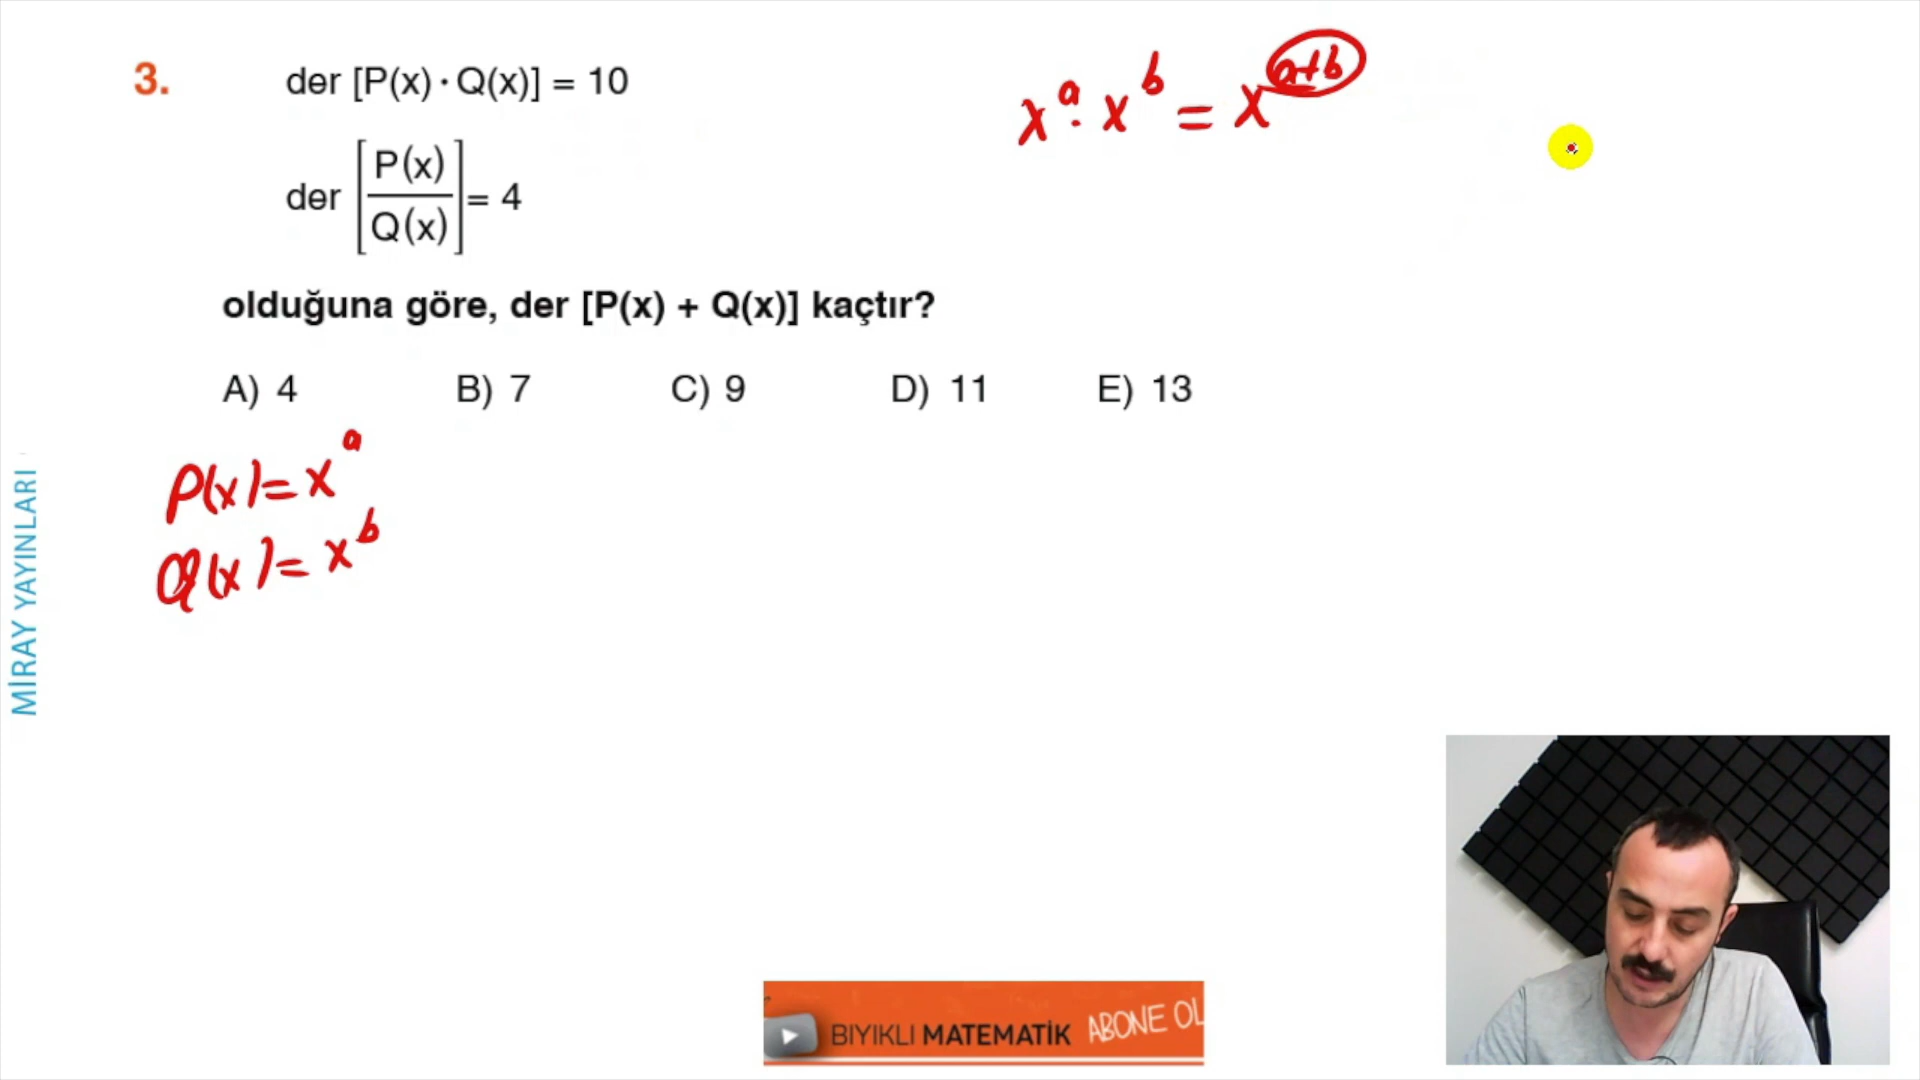 3. der [P(x) · Q(x)] = 10
der [P(x)/Q(x)] = 4
olduğuna göre, der [P(x) + Q(x)] kaçtır?
A) 4 B) 7 C) 9 D) 11 E) 13
x^a · x^b = x^(a+b)
P(x) = x^a
Q(x) = x^b
MİRAY YAYINLARI
BIYIKLI MATEMATİK ABONE OL